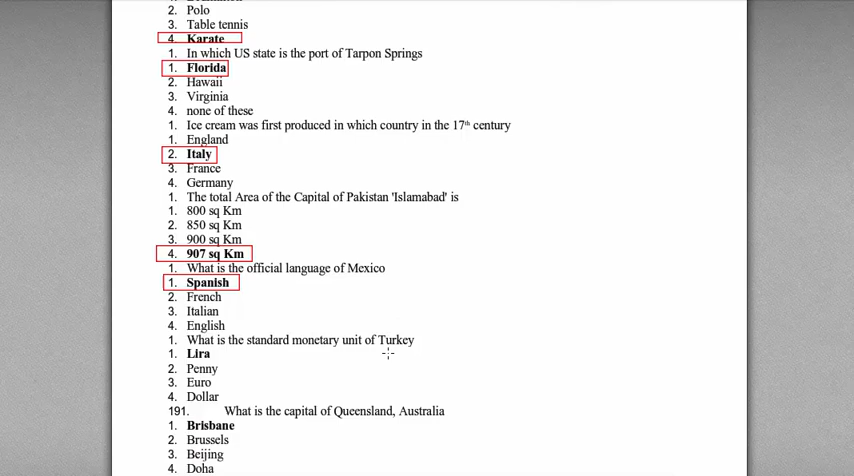 2. Polo
3. Table tennis
4. Karate
1. In which US state is the port of Tarpon Springs
1. Florida
2. Hawaii
3. Virginia
4. none of these
1. Ice cream was first produced in which country in the 17th century
1. England
2. Italy
3. France
4. Germany
1. The total Area of the Capital of Pakistan 'Islamabad' is
1. 800 sq Km
2. 850 sq Km
3. 900 sq Km
4. 907 sq Km
1. What is the official language of Mexico
1. Spanish
2. French
3. Italian
4. English
1. What is the standard monetary unit of Turkey
1. Lira
2. Penny
3. Euro
4. Dollar
191. What is the capital of Queensland, Australia
1. Brisbane
2. Brussels
3. Beijing
4. Doha